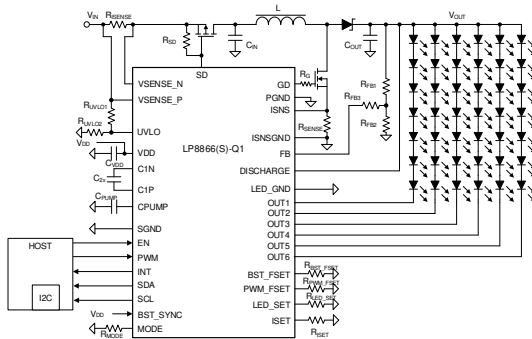 VIN
RISENSE
L
VOUT
RSD
CIN
COUT
SD
RG
GD
RFB1
VSENSE_N
VSENSE_P
PGND
RFB3
ISNS
RUVLO1
RSENSE
RFB2
RUVLO2
UVLO
ISNSGND
VDD
LP8866(S)-Q1
FB
VDD
CVDD
DISCHARGE
C1N
C2x
LED_GND
C1P
OUT1
CPUMP
CPUMP
OUT2
SGND
OUT3
OUT4
HOST
EN
OUT5
PWM
OUT6
INT
BST_FSET
RBST_FSET
I2C
SDA
PWM_FSET
RPWM_FSET
SCL
LED_SET
RLED_SET
VDD
BST_SYNC
ISET
RISET
RMODE
MODE